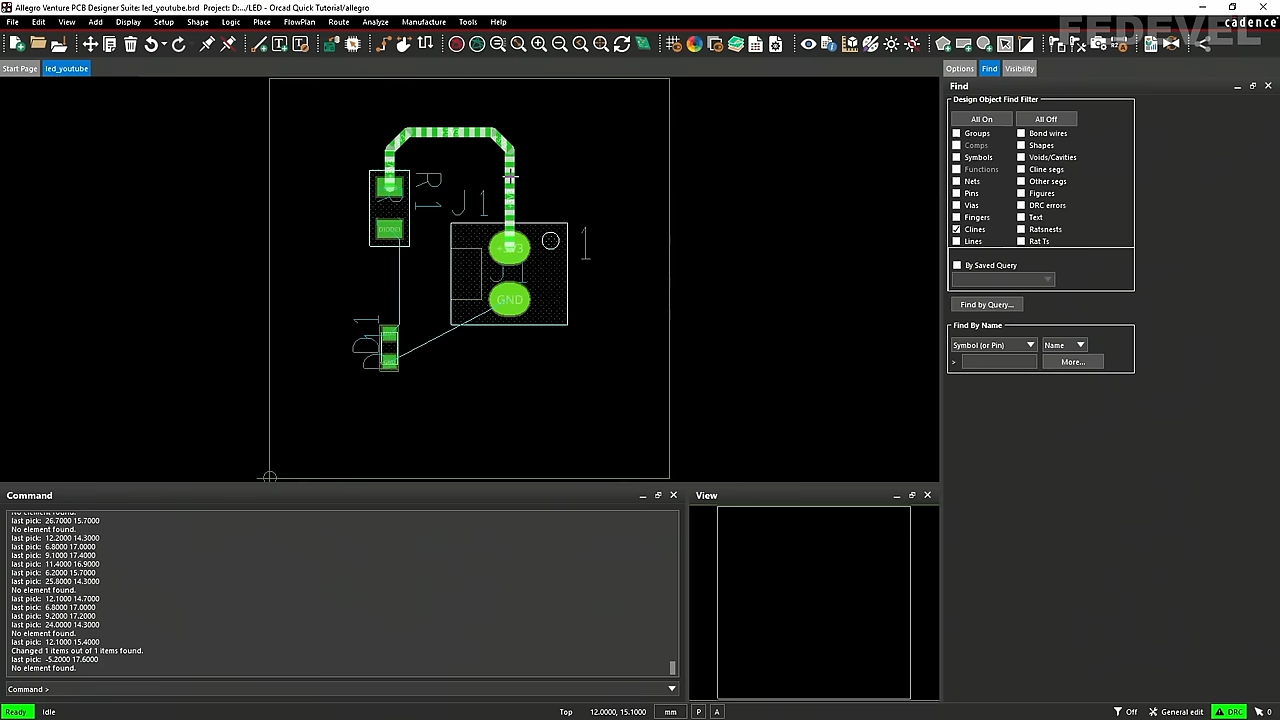 Allegro Venture PCB Designer Suite: led_youtube.brd Project: D:.../LED - Orcad Quick Tutorial/allegro
File Edit View Add Display Setup Shape Logic Place FlowPlan Route Analyze Manufacture Tools Help
cadence
FEDEVEL
Start Page led_youtube
Options Find Visibility
Find
Design Object Find Filter
All On All Off
Groups Bond wires
Comps Shapes
Symbols Voids/Cavities
Functions Cline segs
Nets Other segs
Pins Figures
Vias DRC errors
Fingers Text
Clines Ratsnests
Lines Rat Ts
By Saved Query
Find by Query...
Find By Name
Symbol (or Pin) Name
> More...
R1
J1
1
GND
Command
last pick: 26.7000 15.7000
No element found.
last pick: 12.2000 14.3000
last pick: 6.8000 17.0000
last pick: 9.1000 17.4000
last pick: 11.4000 16.9000
last pick: 6.2000 15.7000
last pick: 25.8000 14.3000
No element found.
last pick: 12.1000 14.7000
last pick: 6.8000 17.0000
last pick: 9.2000 17.2000
last pick: 24.0000 14.3000
No element found.
last pick: 12.1000 15.4000
Changed 1 items out of 1 items found.
last pick: -5.2000 17.6000
No element found.
Command >
View
Ready Idle Top 12.0000, 15.1000 mm P A Off General edit DRC 0